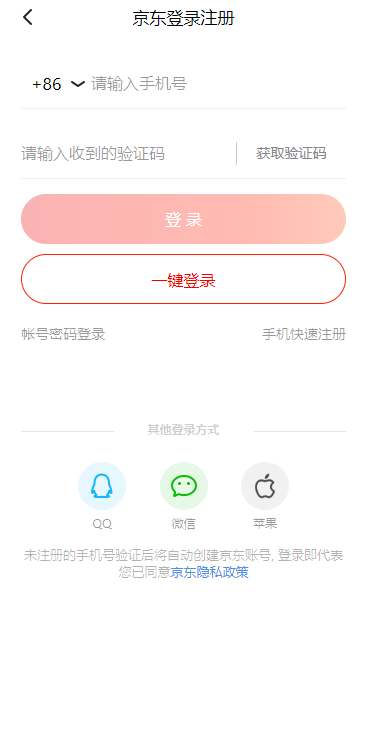 京东登录注册
+86 请输入手机号
请输入收到的验证码 获取验证码
登录
一键登录
帐号密码登录 手机快速注册
其他登录方式
QQ 微信 苹果
未注册的手机号验证后将自动创建京东账号, 登录即代表
您已同意京东隐私政策